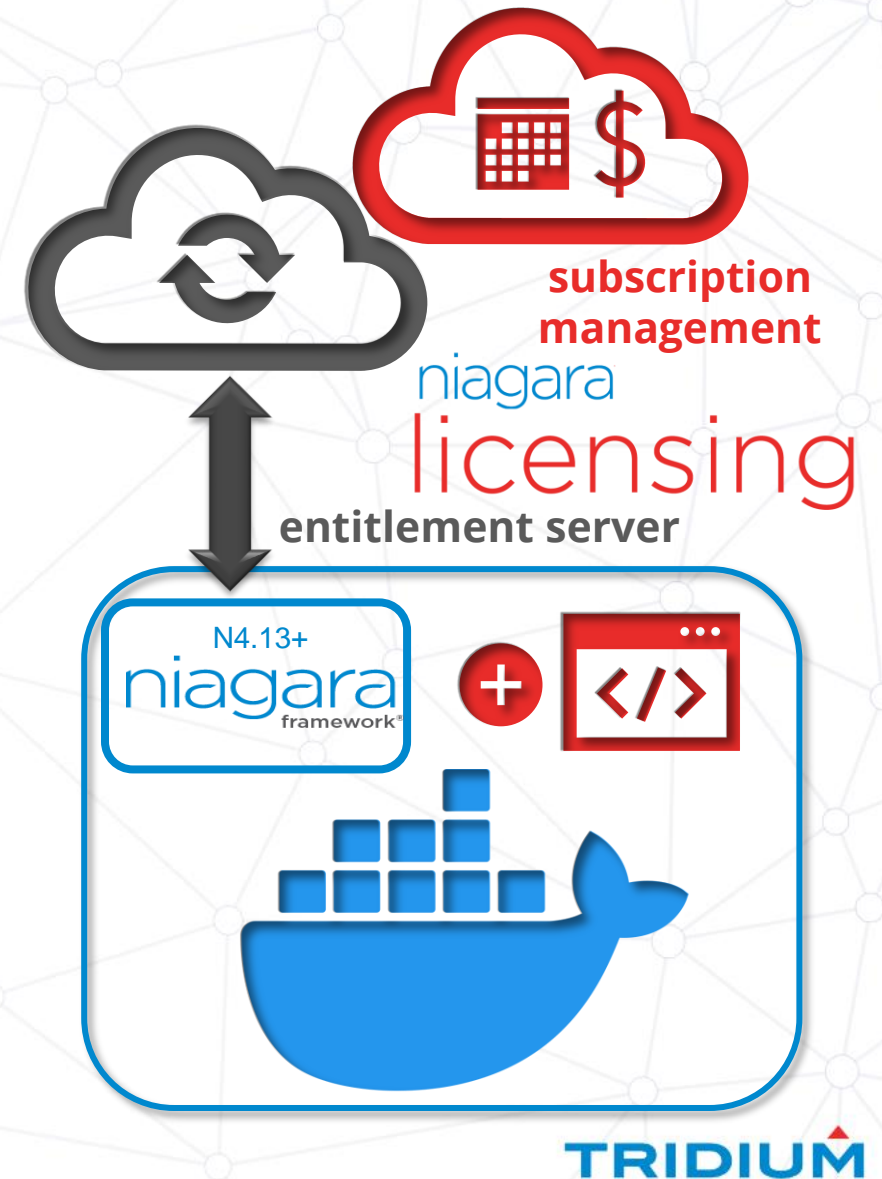 $
subscription
management
niagara
licensing
entitlement server
N4.13+
niagara
framework®
+
</>
TRIDIUM